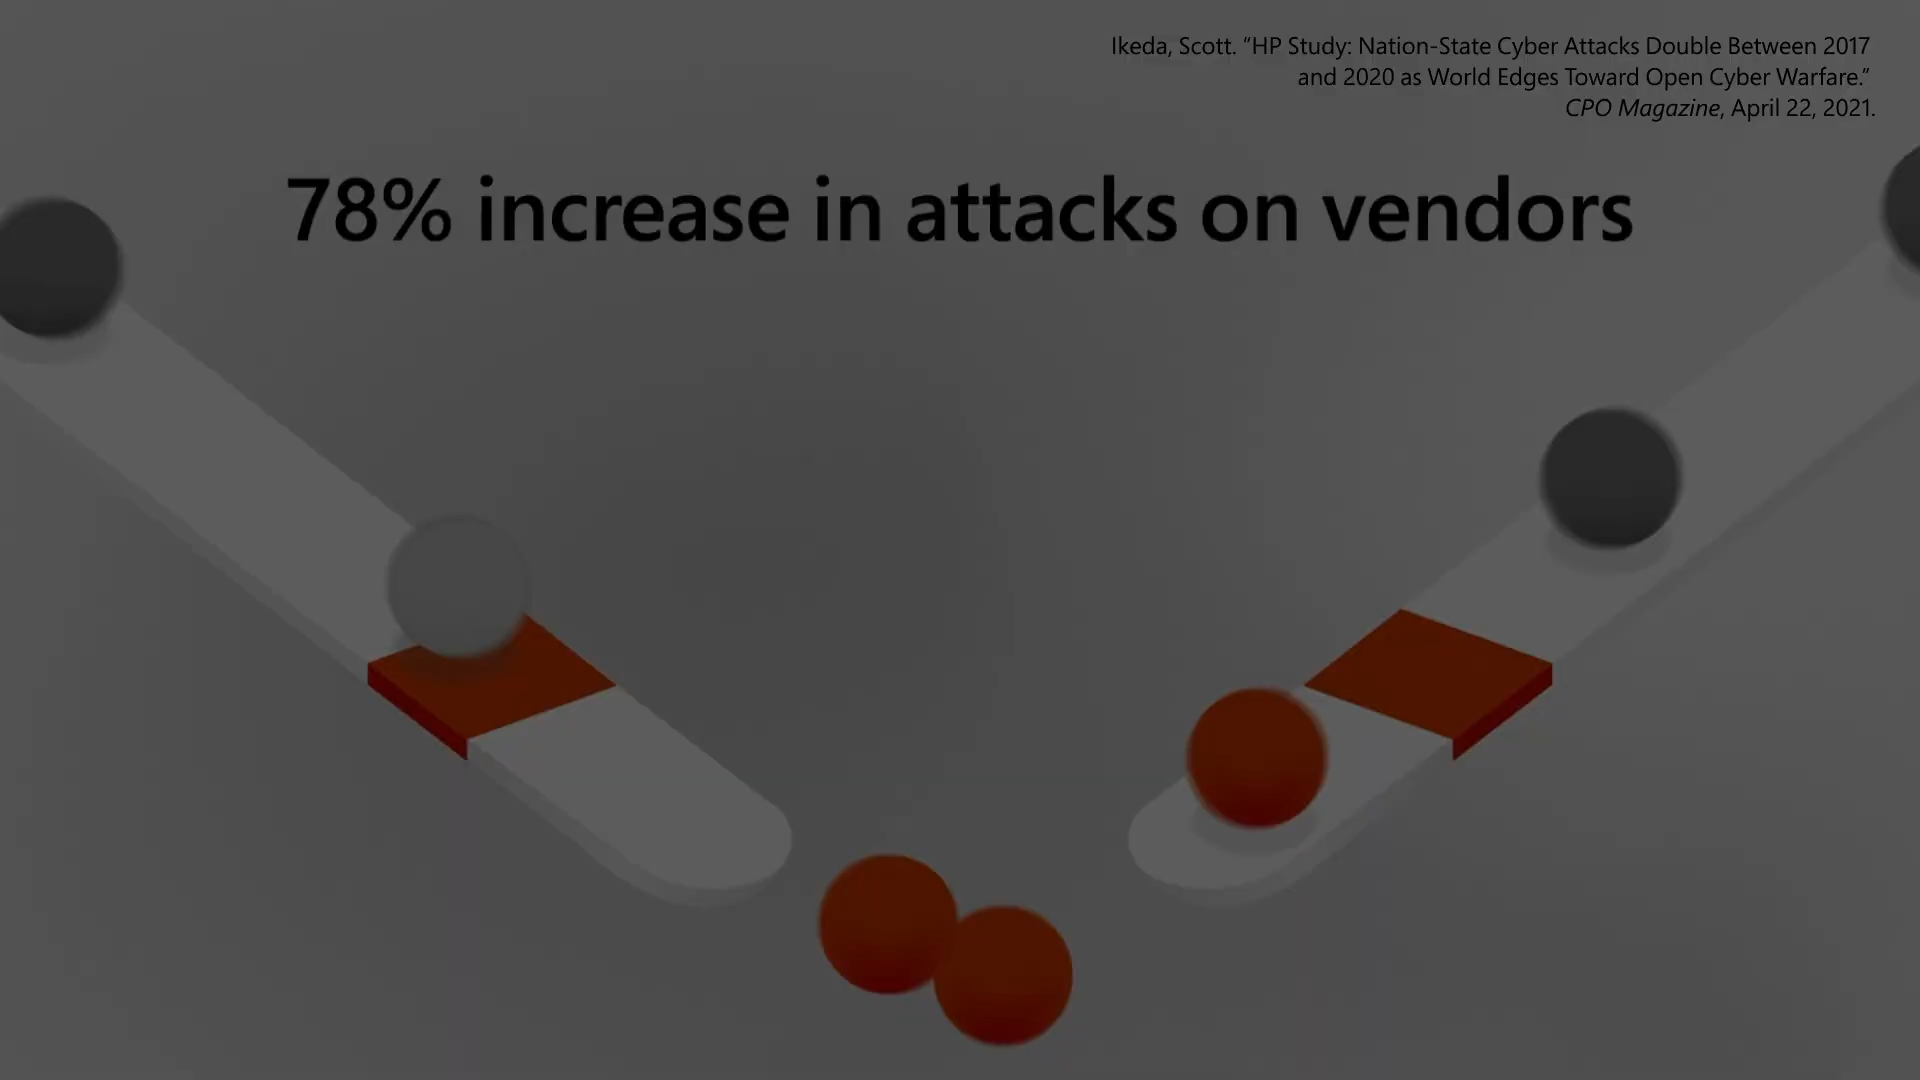 Ikeda, Scott. “HP Study: Nation-State Cyber Attacks Double Between 2017
and 2020 as World Edges Toward Open Cyber Warfare.”
CPO Magazine, April 22, 2021.
78% increase in attacks on vendors